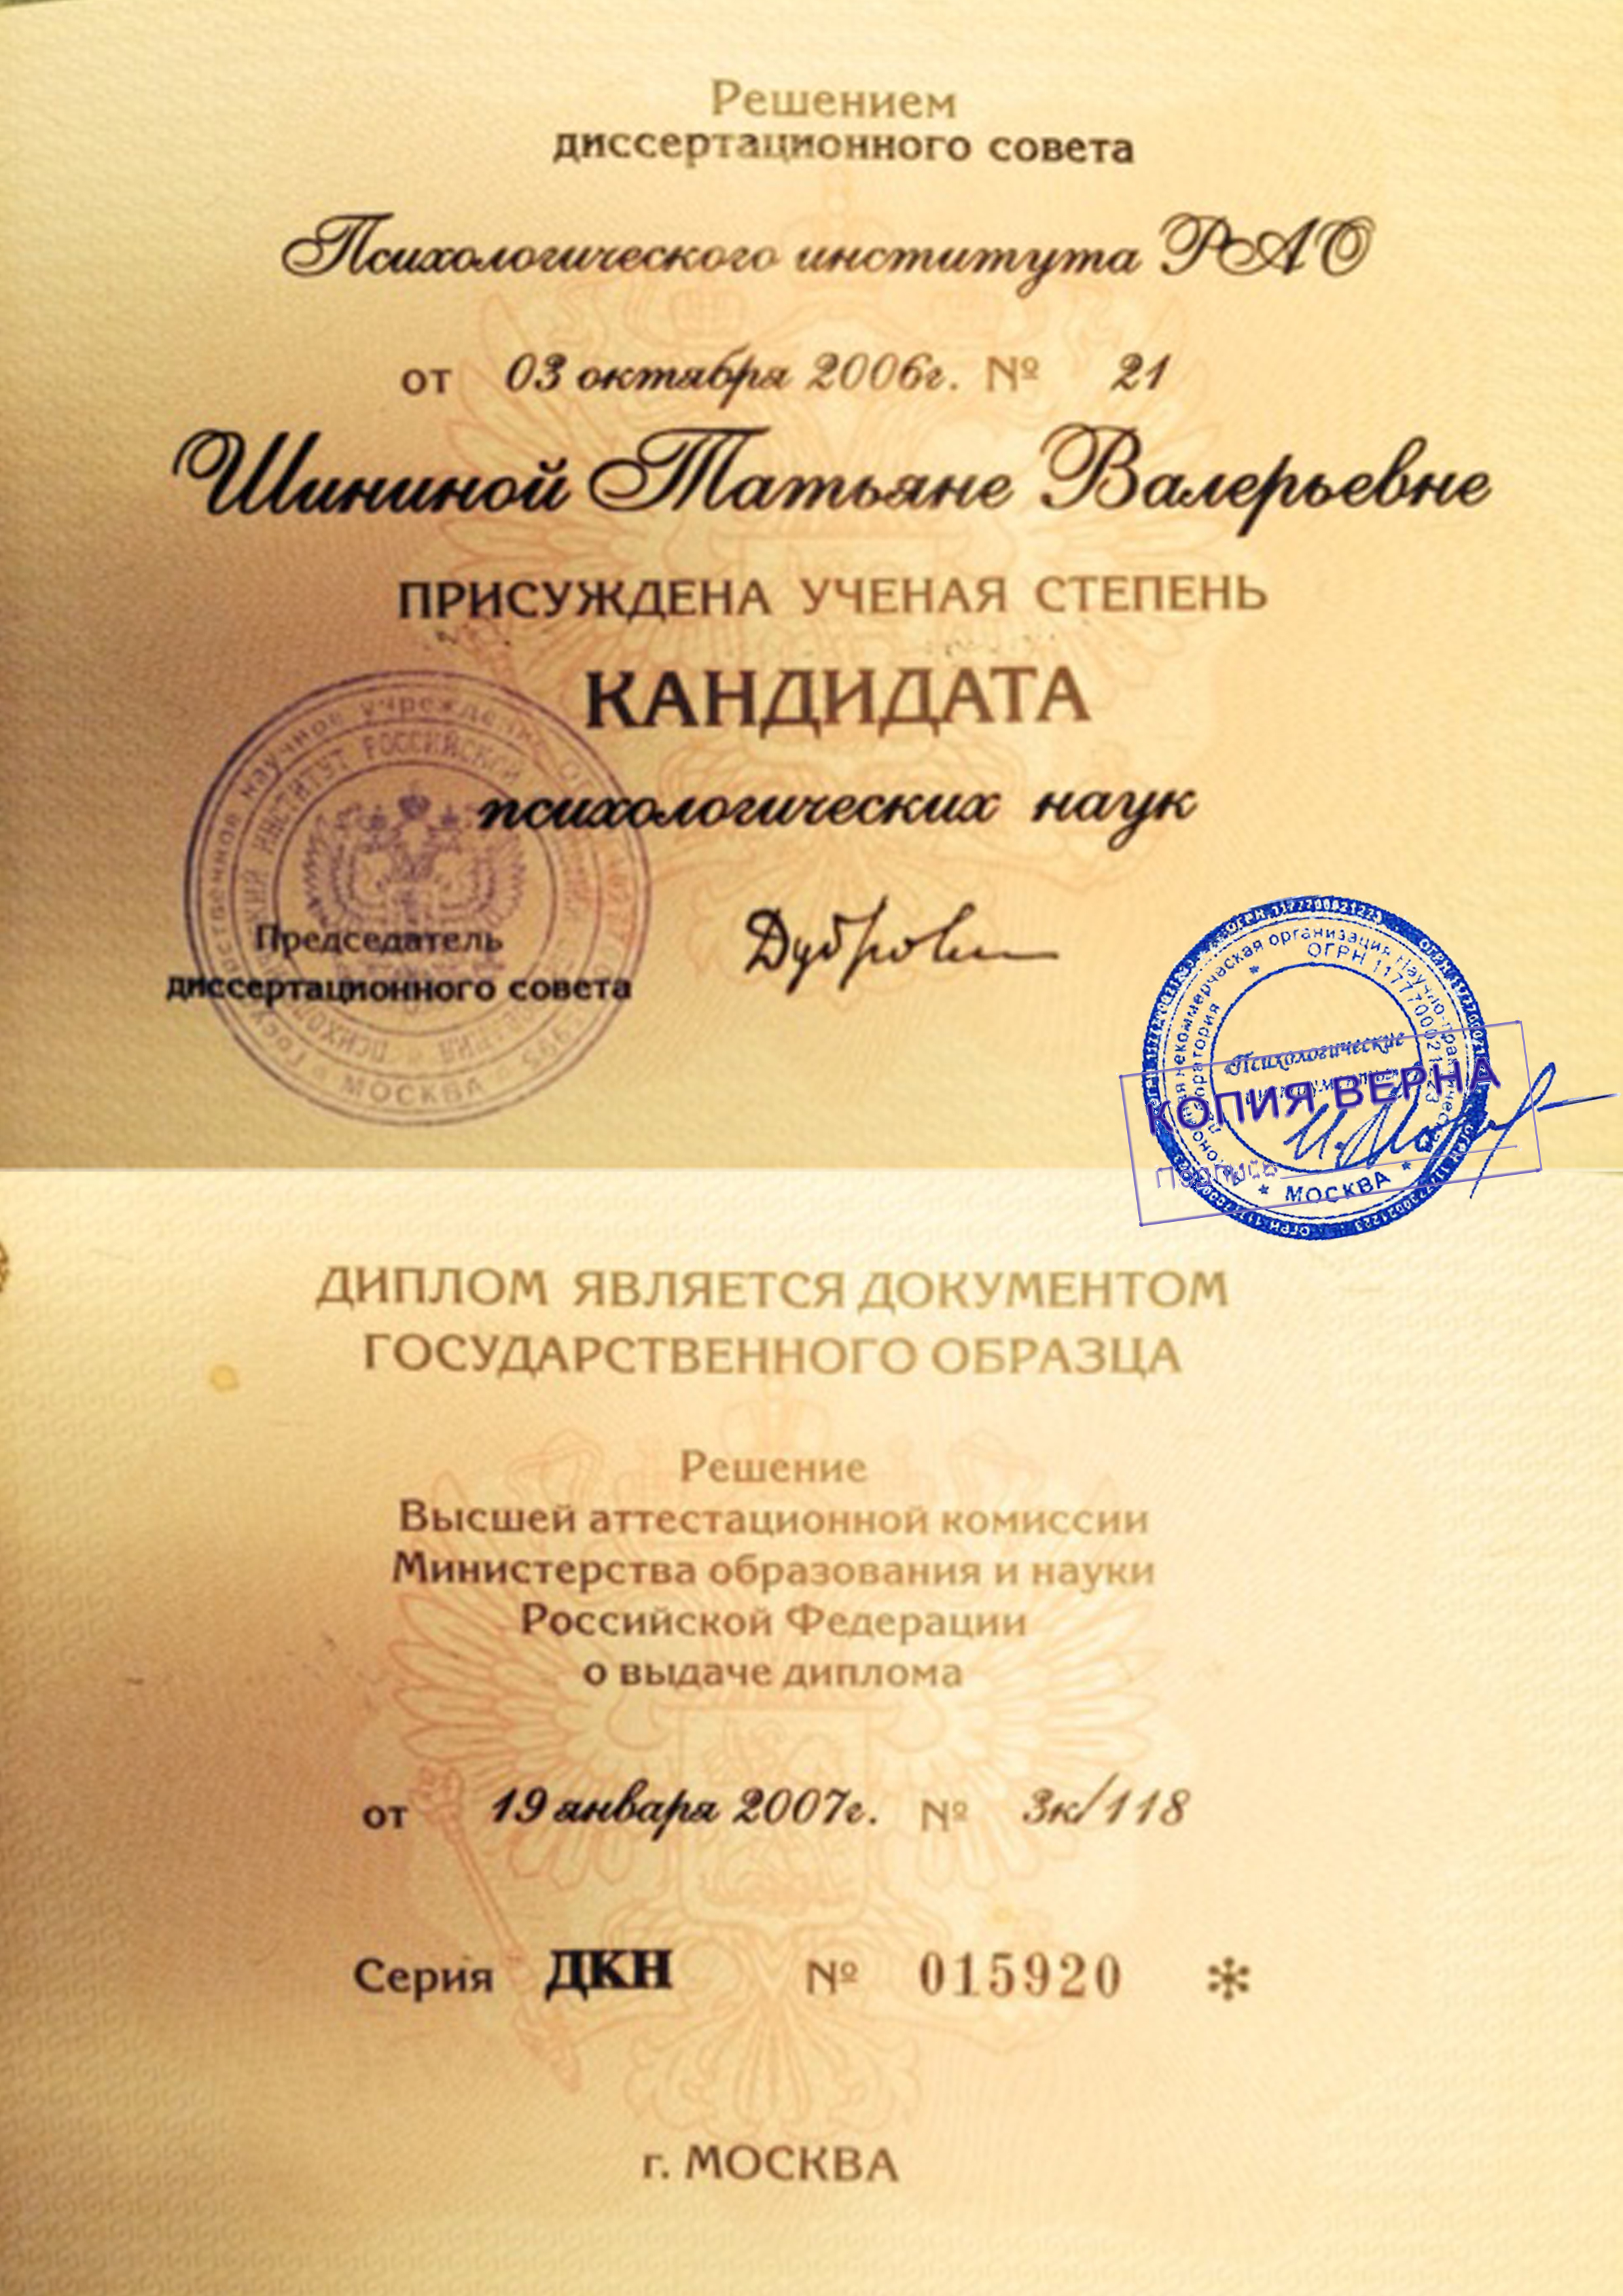 Решением
диссертационного совета
Психологического института РАО
от 03 октября 2006г. № 21
Шининой Татьяне Валерьевне
ПРИСУЖДЕНА УЧЕНАЯ СТЕПЕНЬ
КАНДИДАТА
психологических наук
Председатель
диссертационного совета
МОСКВА
ОГРН 1177700021223
Психологические
КОПИЯ ВЕРНА
Подпись
МОСКВА
ДИПЛОМ ЯВЛЯЕТСЯ ДОКУМЕНТОМ
ГОСУДАРСТВЕННОГО ОБРАЗЦА
Решение
Высшей аттестационной комиссии
Министерства образования и науки
Российской Федерации
о выдаче диплома
от 19 января 2007г. № 3к/118
Серия ДКН № 015920 *
г. МОСКВА